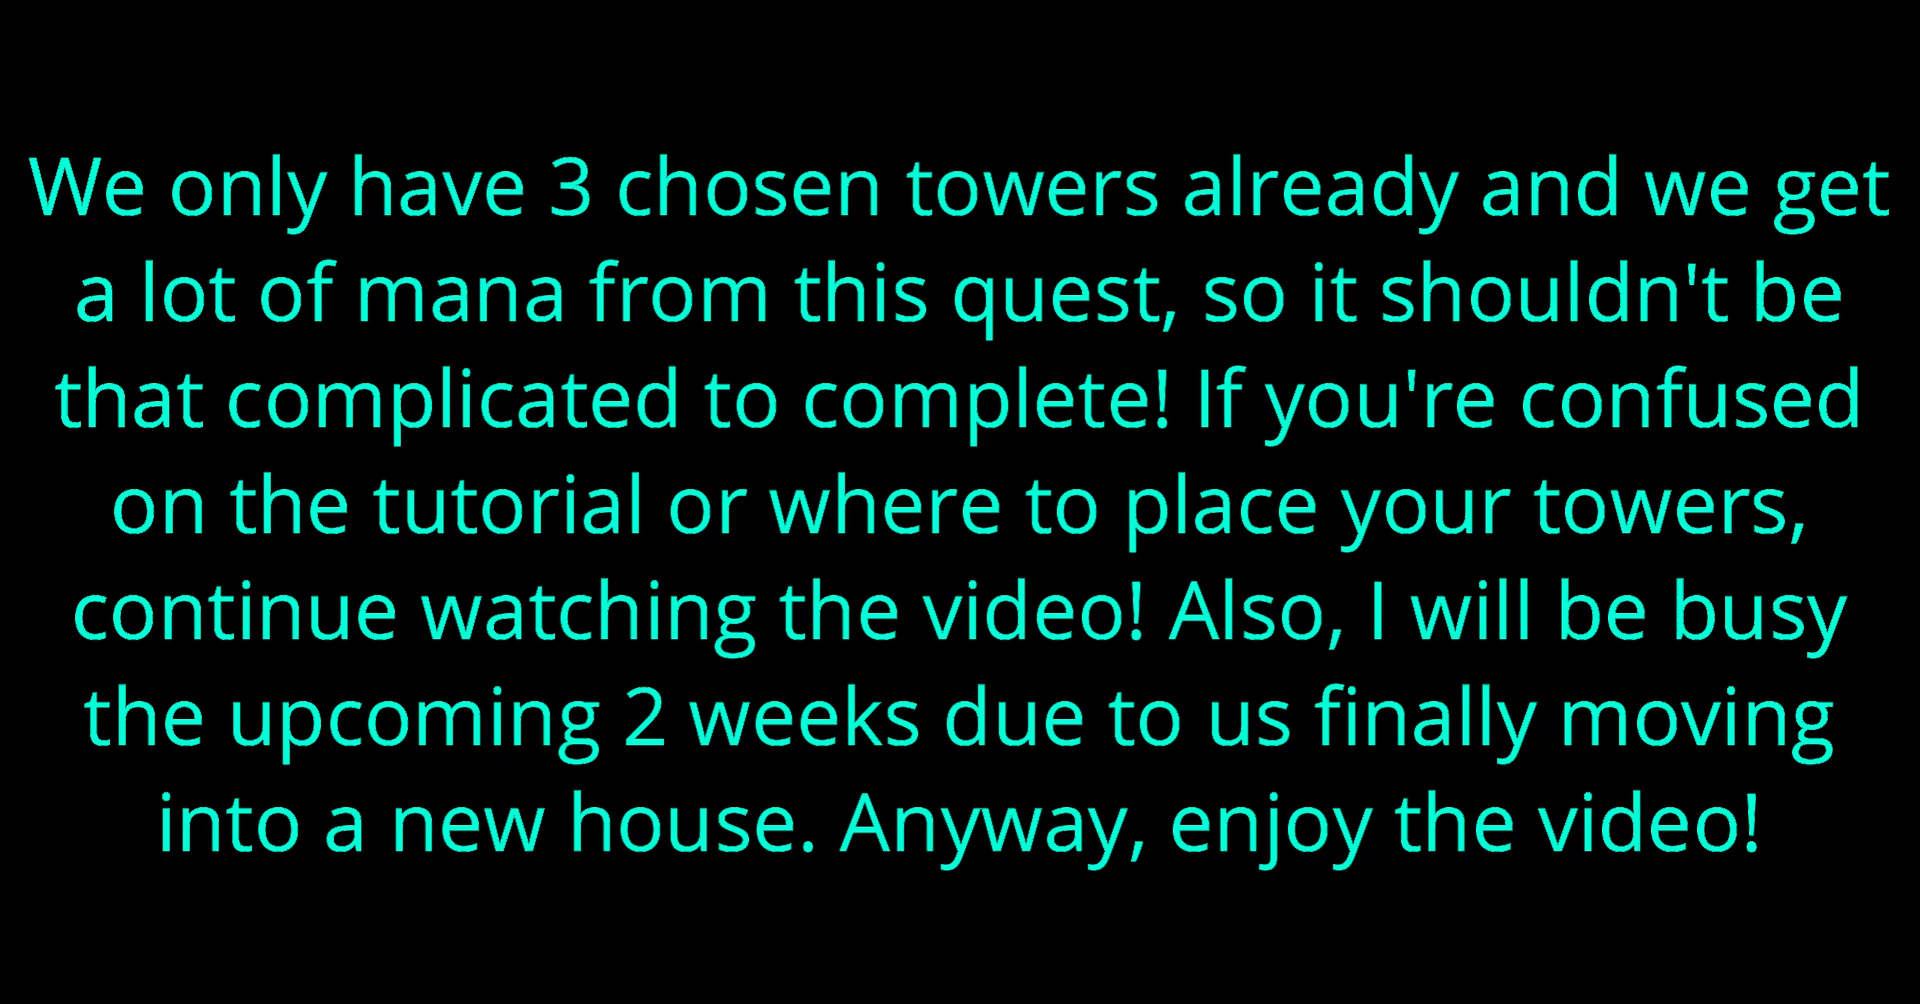 We only have 3 chosen towers already and we get
a lot of mana from this quest, so it shouldn't be
that complicated to complete! If you're confused
on the tutorial or where to place your towers,
continue watching the video! Also, I will be busy
the upcoming 2 weeks due to us finally moving
into a new house. Anyway, enjoy the video!